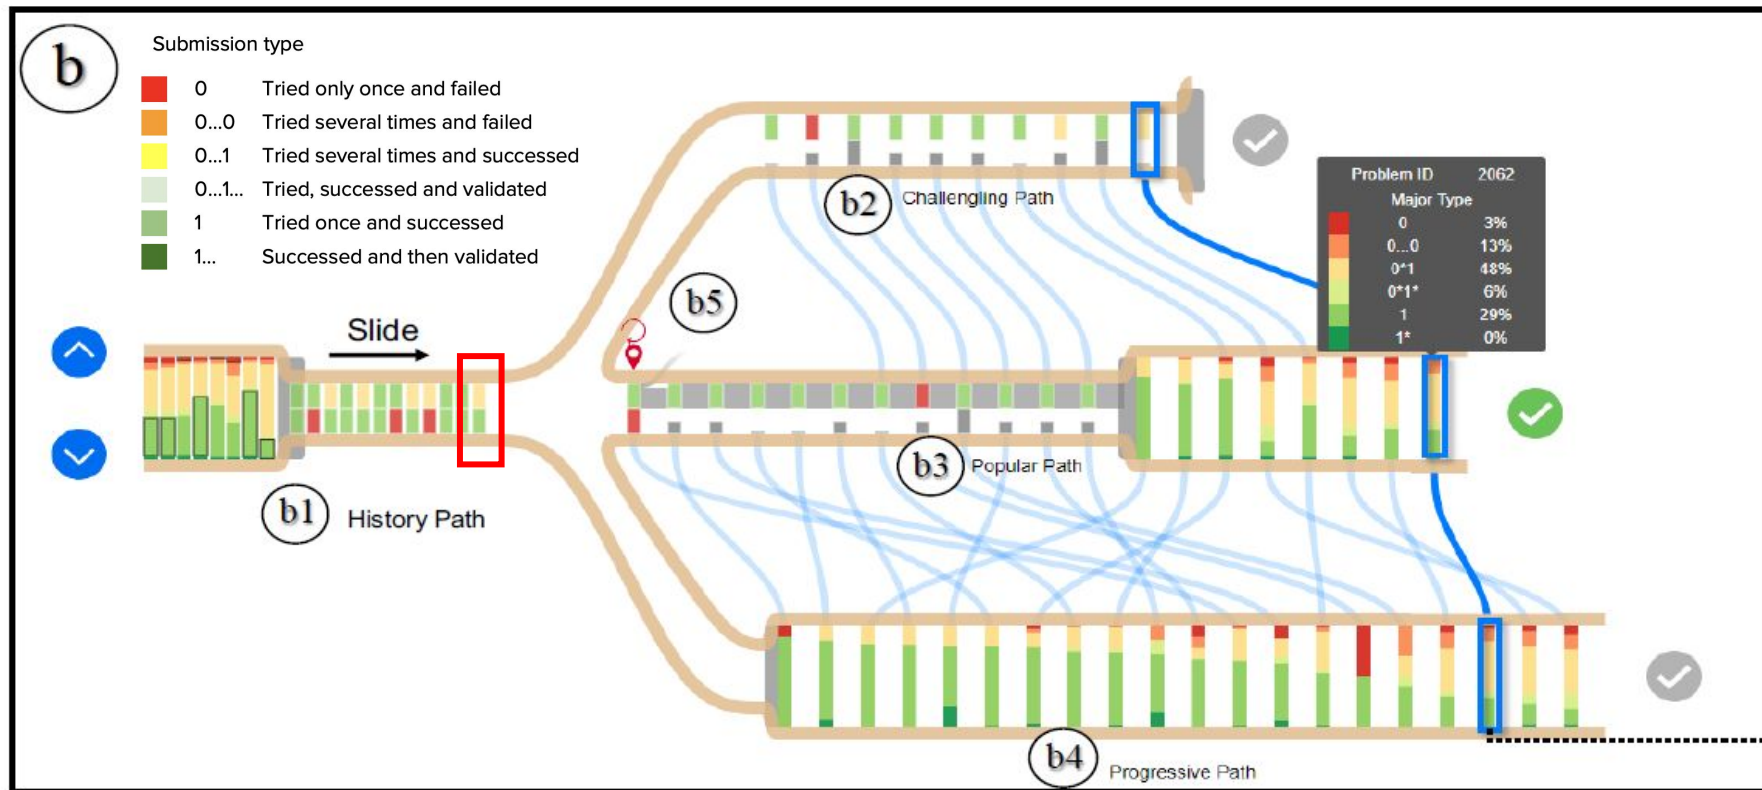 b
Submission type
0 Tried only once and failed
0...0 Tried several times and failed
0...1 Tried several times and successed
0...1... Tried, successed and validated
1 Tried once and successed
1... Successed and then validated
b2
Challengling Path
Problem ID 2062
Major Type
0 3%
0...0 13%
0*1 48%
0*1* 6%
1 29%
1* 0%
b5
Slide
b3
Popular Path
b1
History Path
b4
Progressive Path